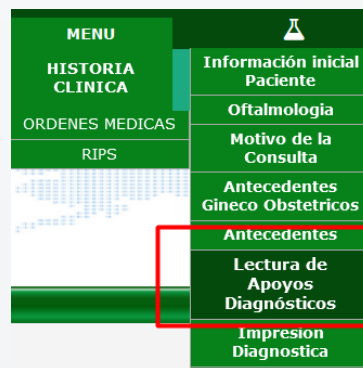 MENU
HISTORIA
CLINICA
ORDENES MEDICAS
RIPS
Información inicial
Paciente
Oftalmologia
Motivo de la
Consulta
Antecedentes
Gineco Obstetricos
Antecedentes
Lectura de
Apoyos
Diagnósticos
Impresión
Diagnostica